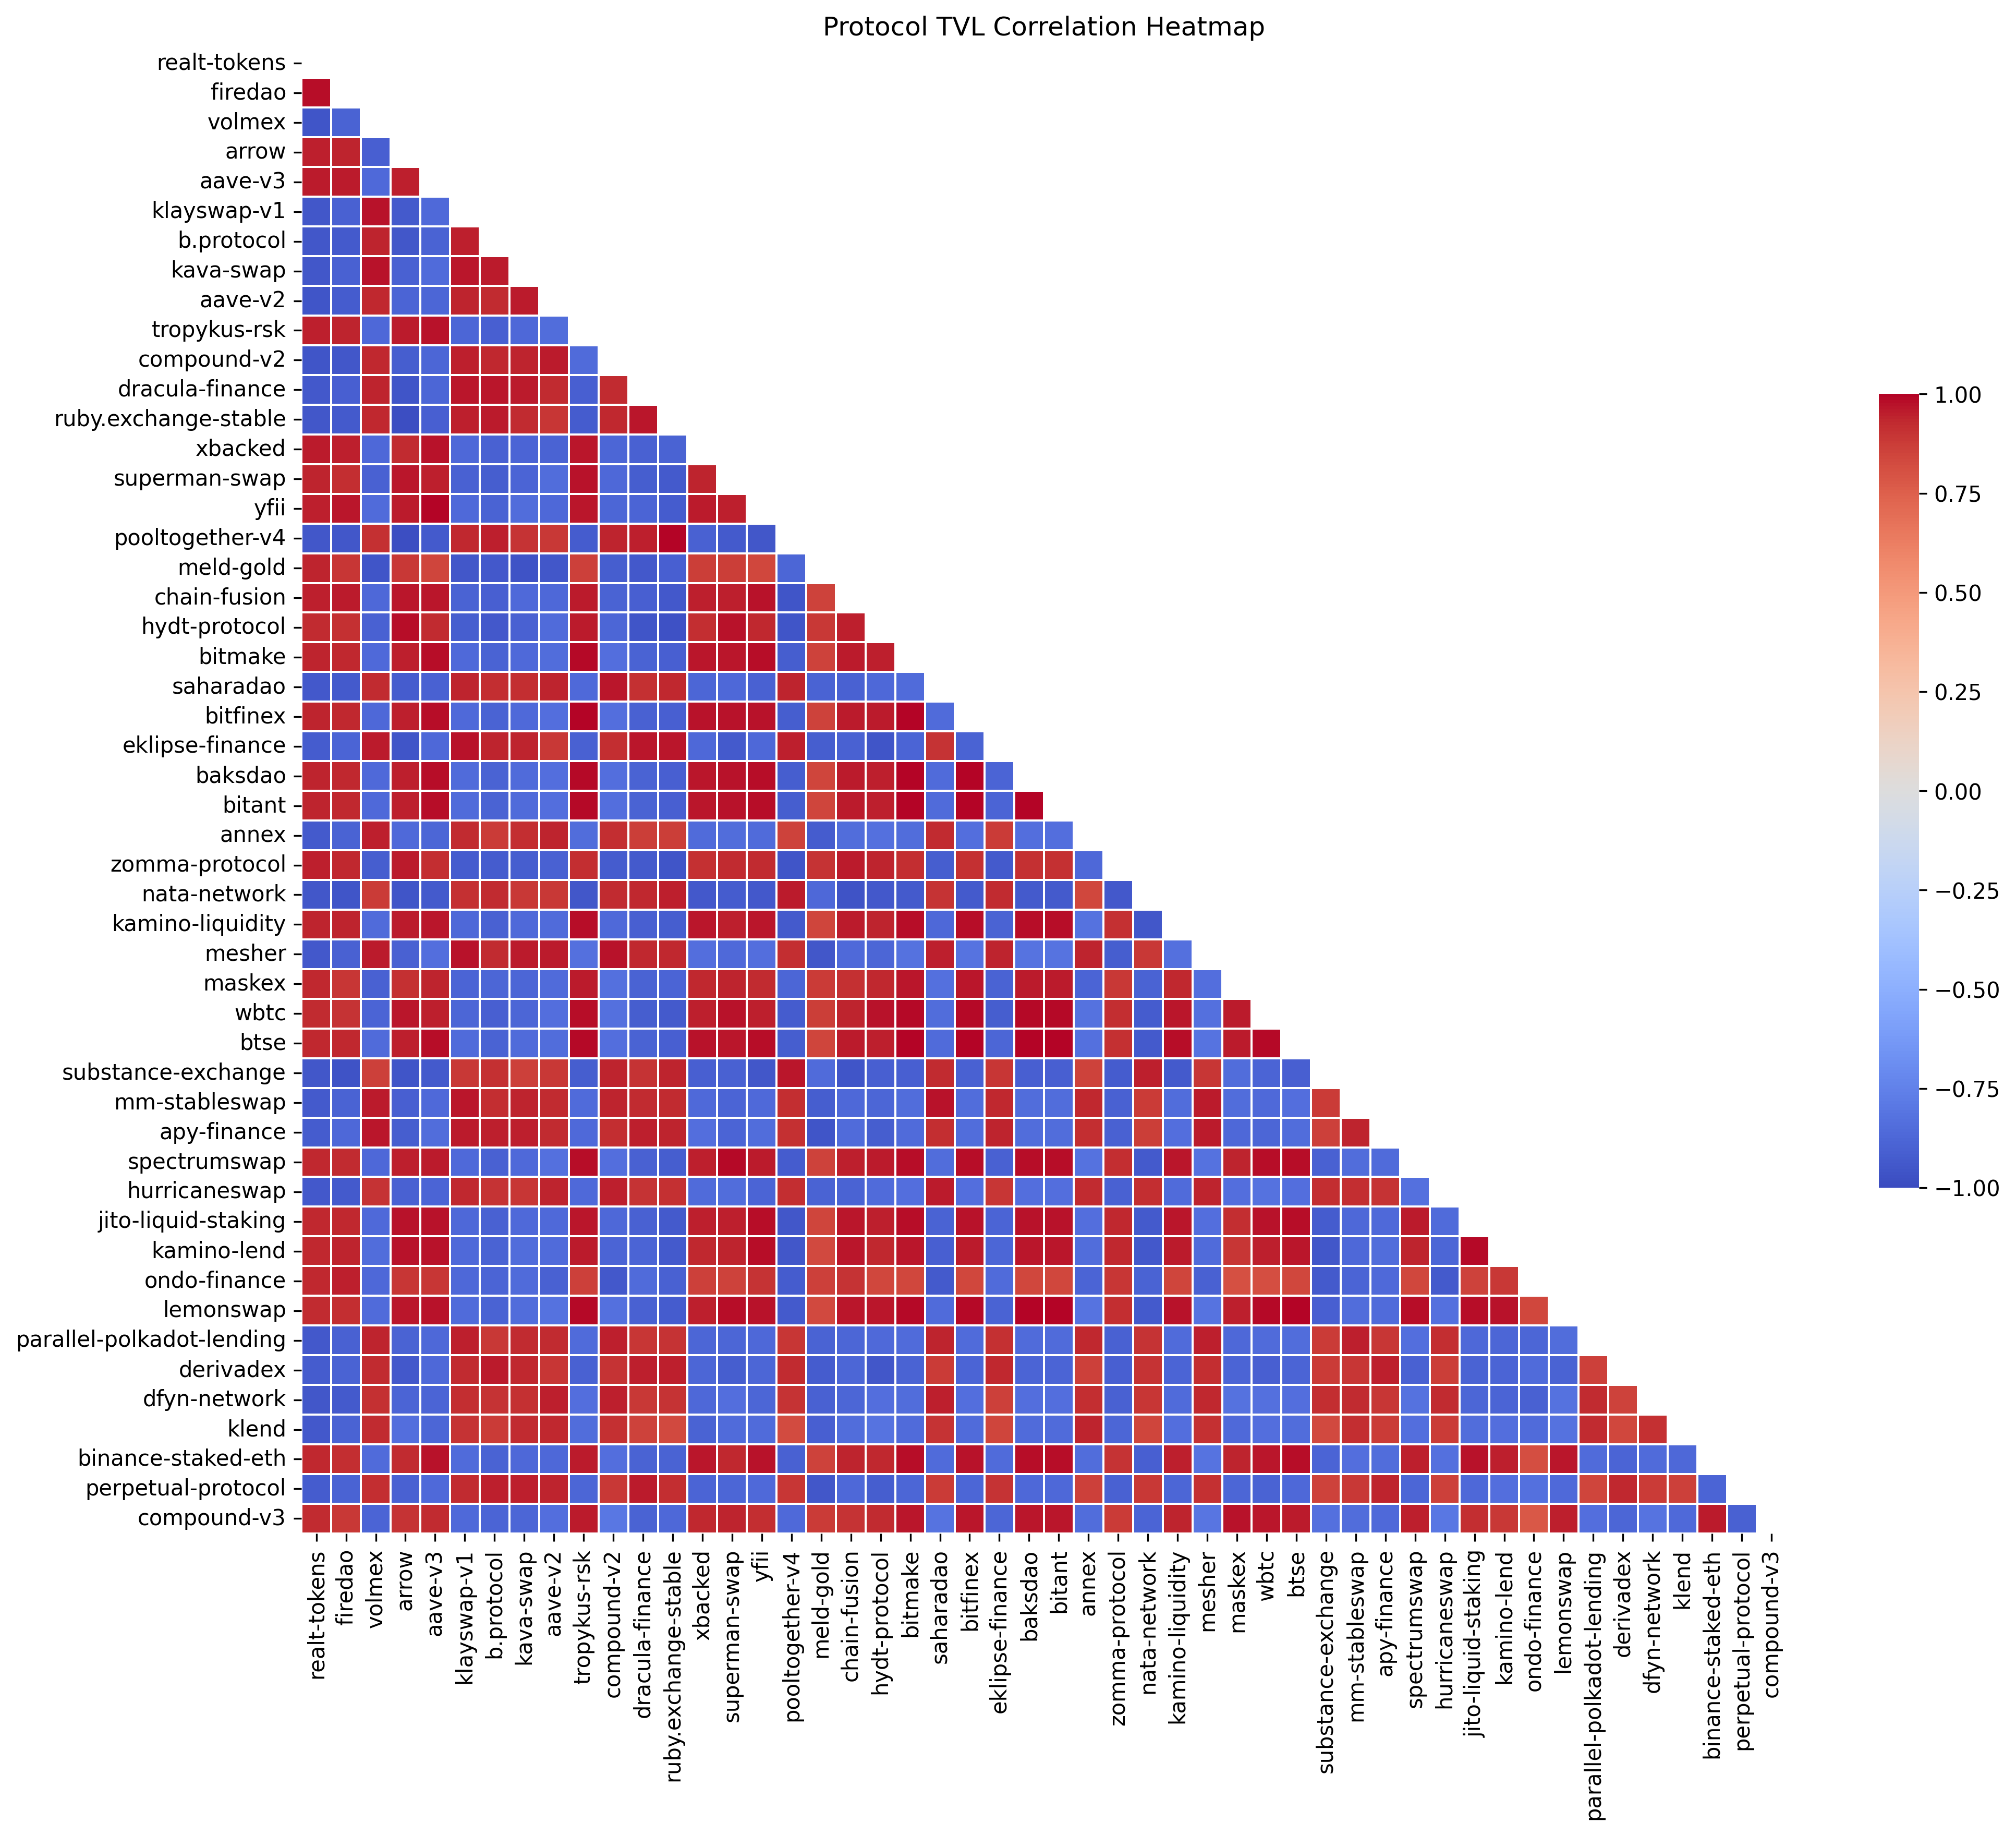 Protocol TVL Correlation Heatmap
realt-tokens
firedao
volmex
arrow
aave-v3
klayswap-v1
b.protocol
kava-swap
aave-v2
tropykus-rsk
compound-v2
dracula-finance
ruby.exchange-stable
xbacked
superman-swap
yfii
pooltogether-v4
meld-gold
chain-fusion
hydt-protocol
bitmake
saharadao
bitfinex
eklipse-finance
baksdao
bitant
annex
zomma-protocol
nata-network
kamino-liquidity
mesher
maskex
wbtc
btse
substance-exchange
mm-stableswap
apy-finance
spectrumswap
hurricaneswap
jito-liquid-staking
kamino-lend
ondo-finance
lemonswap
parallel-polkadot-lending
derivadex
dfyn-network
klend
binance-staked-eth
perpetual-protocol
compound-v3
realt-tokens
firedao
volmex
arrow
aave-v3
klayswap-v1
b.protocol
kava-swap
aave-v2
tropykus-rsk
compound-v2
dracula-finance
ruby.exchange-stable
xbacked
superman-swap
yfii
pooltogether-v4
meld-gold
chain-fusion
hydt-protocol
bitmake
saharadao
bitfinex
eklipse-finance
baksdao
bitant
annex
zomma-protocol
nata-network
kamino-liquidity
mesher
maskex
wbtc
btse
substance-exchange
mm-stableswap
apy-finance
spectrumswap
hurricaneswap
jito-liquid-staking
kamino-lend
ondo-finance
lemonswap
parallel-polkadot-lending
derivadex
dfyn-network
klend
binance-staked-eth
perpetual-protocol
compound-v3
1.00
0.75
0.50
0.25
0.00
−0.25
−0.50
−0.75
−1.00